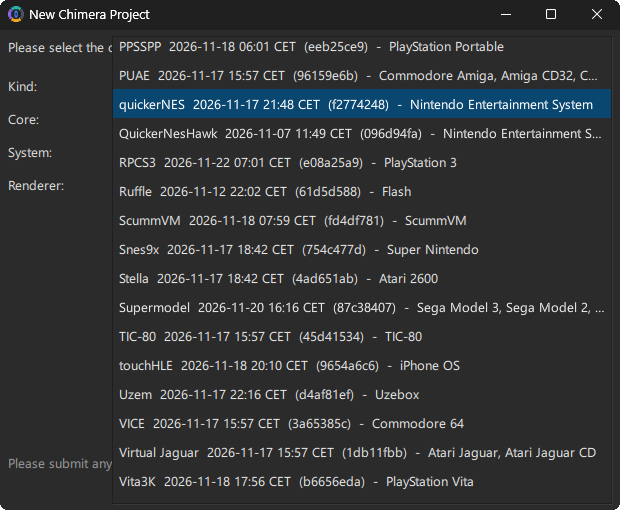 New Chimera Project
Please select the c
Kind:
Core:
System:
Renderer:
PPSSPP 2026-11-18 06:01 CET (eeb25ce9) - PlayStation Portable
PUAE 2026-11-17 15:57 CET (96159e6b) - Commodore Amiga, Amiga CD32, C...
quickerNES 2026-11-17 21:48 CET (f2774248) - Nintendo Entertainment System
QuickerNesHawk 2026-11-07 11:49 CET (096d94fa) - Nintendo Entertainment S...
RPCS3 2026-11-22 07:01 CET (e08a25a9) - PlayStation 3
Ruffle 2026-11-12 22:02 CET (61d5d588) - Flash
ScummVM 2026-11-18 07:59 CET (fd4df781) - ScummVM
Snes9x 2026-11-17 18:42 CET (754c477d) - Super Nintendo
Stella 2026-11-17 18:42 CET (4ad651ab) - Atari 2600
Supermodel 2026-11-20 16:16 CET (87c38407) - Sega Model 3, Sega Model 2, ...
TIC-80 2026-11-17 15:57 CET (45d41534) - TIC-80
touchHLE 2026-11-18 20:10 CET (9654a6c6) - iPhone OS
Uzem 2026-11-17 22:16 CET (d4af81ef) - Uzebox
VICE 2026-11-17 15:57 CET (3a65385c) - Commodore 64
Virtual Jaguar 2026-11-17 15:57 CET (1db11fbb) - Atari Jaguar, Atari Jaguar CD
Vita3K 2026-11-18 17:56 CET (b6656eda) - PlayStation Vita
Please submit any